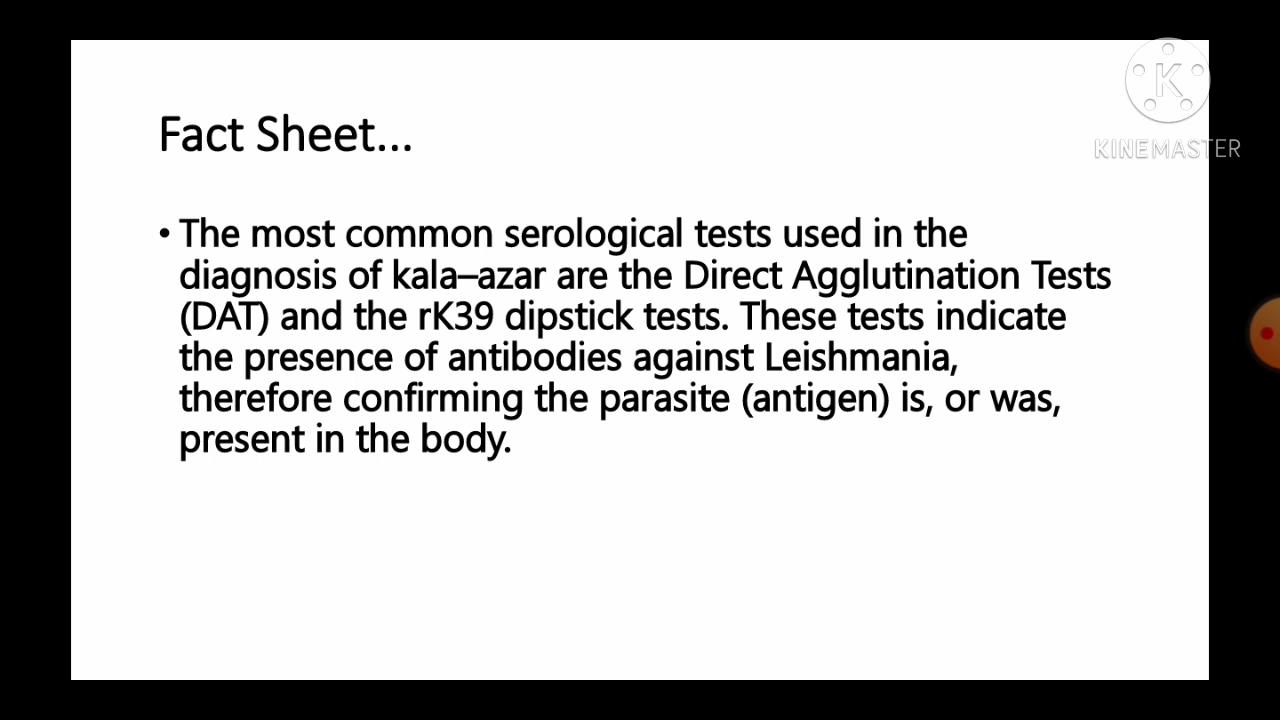 K
KINEMASTER
Fact Sheet...
• The most common serological tests used in the
diagnosis of kala–azar are the Direct Agglutination Tests
(DAT) and the rK39 dipstick tests. These tests indicate
the presence of antibodies against Leishmania,
therefore confirming the parasite (antigen) is, or was,
present in the body.